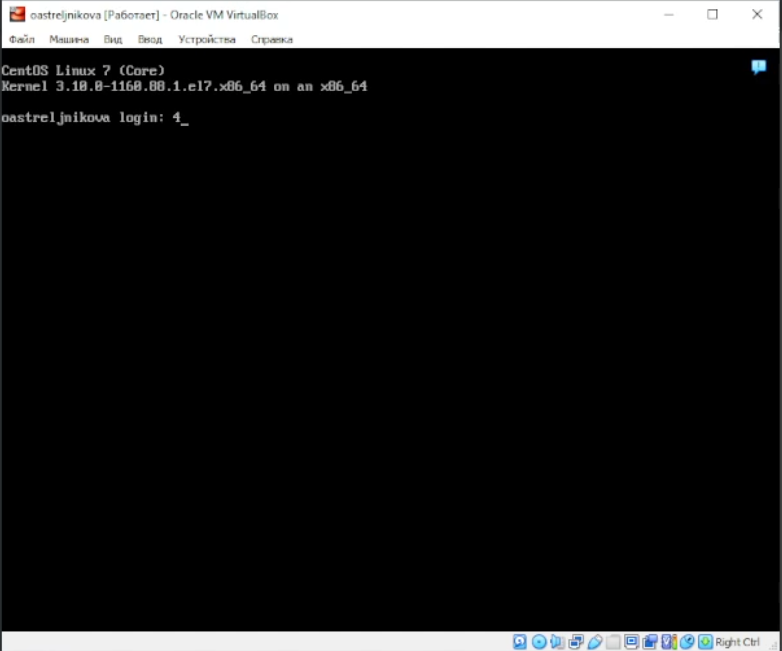 oastreljnikova [Работает] - Oracle VM VirtualBox
Файл Машина Вид Ввод Устройства Справка
CentOS Linux 7 (Core)
Kernel 3.10.0-1160.88.1.el7.x86_64 on an x86_64
oastreljnikova login: 4_
Right Ctrl